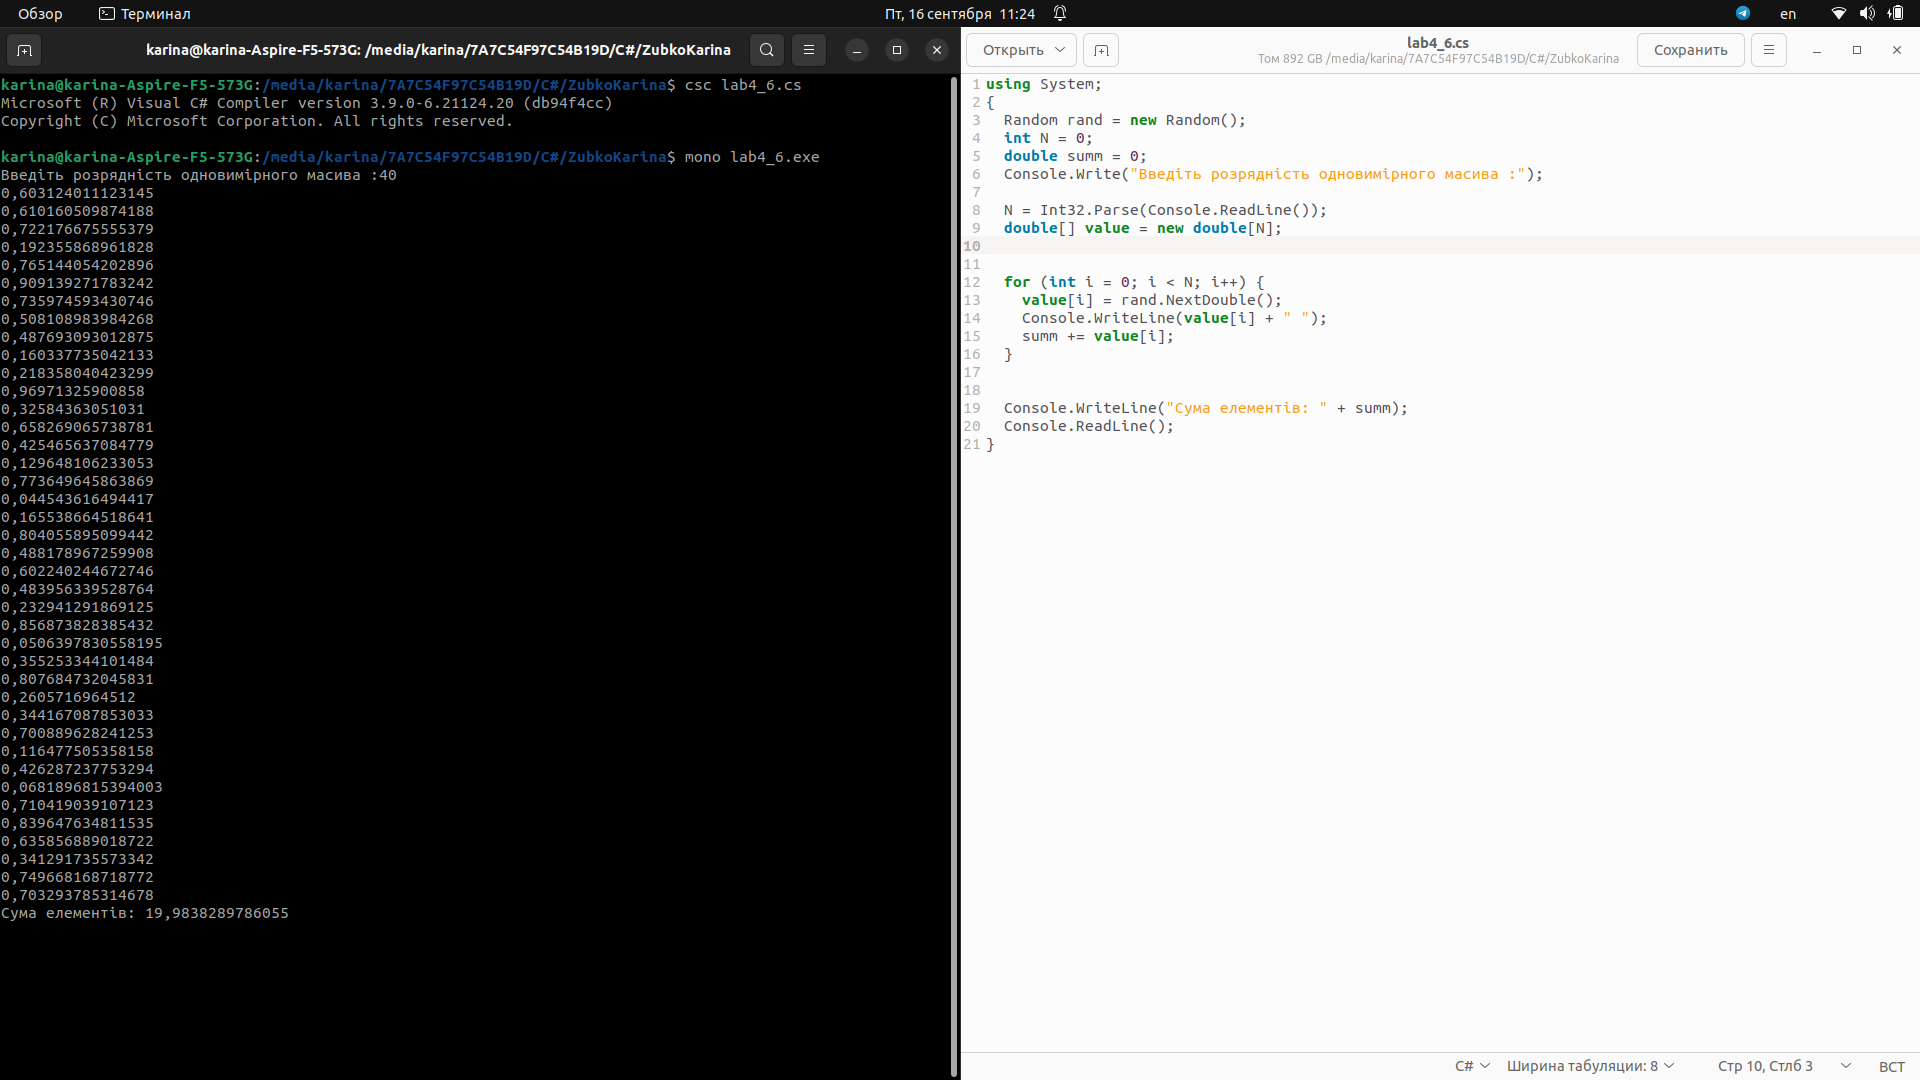 Обзор
Терминал
Пт, 16 сентября 11:24
en
karina@karina-Aspire-F5-573G: /media/karina/7A7C54F97C54B19D/C#/ZubkoKarina
karina@karina-Aspire-F5-573G:/media/karina/7A7C54F97C54B19D/C#/ZubkoKarina$ csc lab4_6.cs
Microsoft (R) Visual C# Compiler version 3.9.0-6.21124.20 (db94f4cc)
Copyright (C) Microsoft Corporation. All rights reserved.
karina@karina-Aspire-F5-573G:/media/karina/7A7C54F97C54B19D/C#/ZubkoKarina$ mono lab4_6.exe
Введіть розрядність одновимірного масива :40
0,603124011123145
0,610160509874188
0,722176675555379
0,192355868961828
0,765144054202896
0,909139271783242
0,735974593430746
0,508108983984268
0,487693093012875
0,160337735042133
0,218358040423299
0,96971325900858
0,32584363051031
0,658269065738781
0,425465637084779
0,129648106233053
0,773649645863869
0,044543616494417
0,165538664518641
0,804055895099442
0,488178967259908
0,602240244672746
0,483956339528764
0,232941291869125
0,856873828385432
0,0506397830558195
0,355253344101484
0,807684732045831
0,2605716964512
0,344167087853033
0,700889628241253
0,116477505358158
0,426287237753294
0,0681896815394003
0,710419039107123
0,839647634811535
0,635856889018722
0,341291735573342
0,749668168718772
0,703293785314678
Сума елементів: 19,9838289786055
Открыть
lab4_6.cs
Том 892 GB /media/karina/7A7C54F97C54B19D/C#/ZubkoKarina
Сохранить
1 using System;
2 {
3   Random rand = new Random();
4   int N = 0;
5   double summ = 0;
6   Console.Write("Введіть розрядність одновимірного масива :");
7
8   N = Int32.Parse(Console.ReadLine());
9   double[] value = new double[N];
10
11
12   for (int i = 0; i < N; i++) {
13     value[i] = rand.NextDouble();
14     Console.WriteLine(value[i] + " ");
15     summ += value[i];
16   }
17
18
19   Console.WriteLine("Сума елементів: " + summ);
20   Console.ReadLine();
21 }
C#
Ширина табуляции: 8
Стр 10, Стлб 3
ВСТ